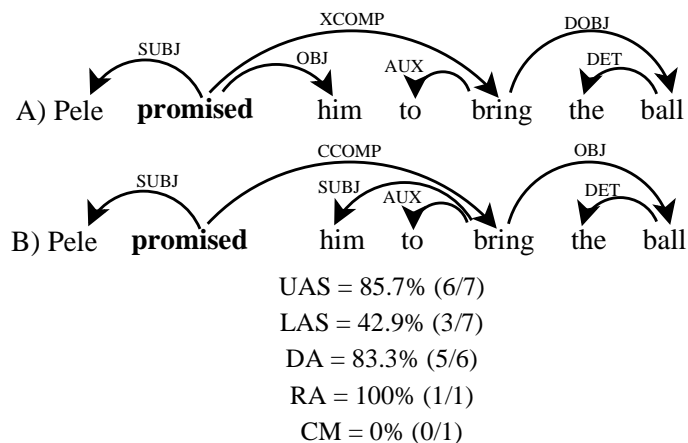 XCOMP DOBJ
SUBJ OBJ AUX DET
A) Pele promised him to bring the ball
CCOMP OBJ
SUBJ SUBJ AUX DET
B) Pele promised him to bring the ball
UAS = 85.7% (6/7)
LAS = 42.9% (3/7)
DA = 83.3% (5/6)
RA = 100% (1/1)
CM = 0% (0/1)